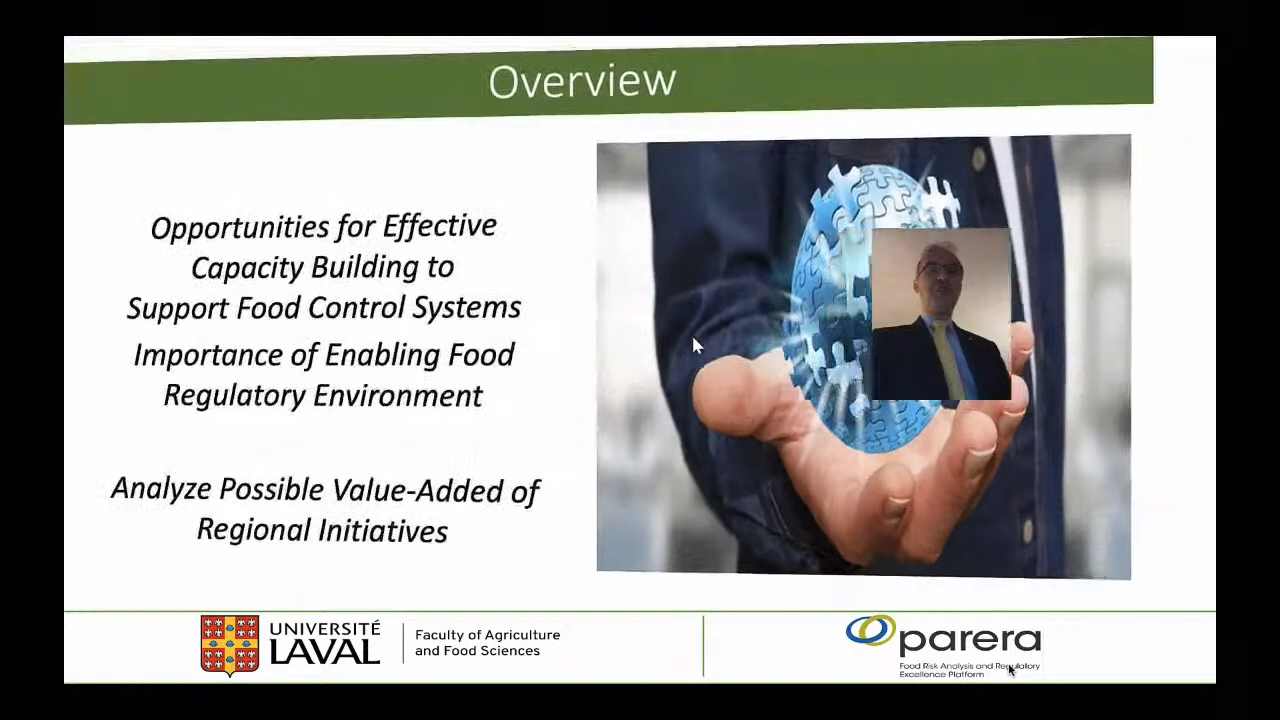 Overview
Opportunities for Effective
Capacity Building to
Support Food Control Systems
Importance of Enabling Food
Regulatory Environment
Analyze Possible Value-Added of
Regional Initiatives
UNIVERSITÉ
LAVAL
Faculty of Agriculture
and Food Sciences
parera
Food Risk Analysis and Regulatory
Excellence Platform